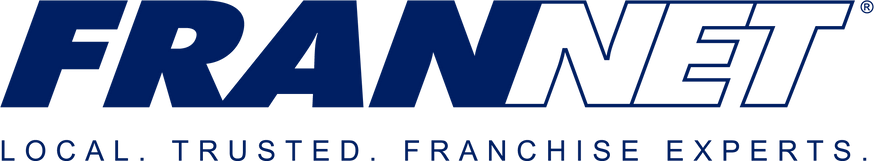 FRANNET®
LOCAL. TRUSTED. FRANCHISE EXPERTS.